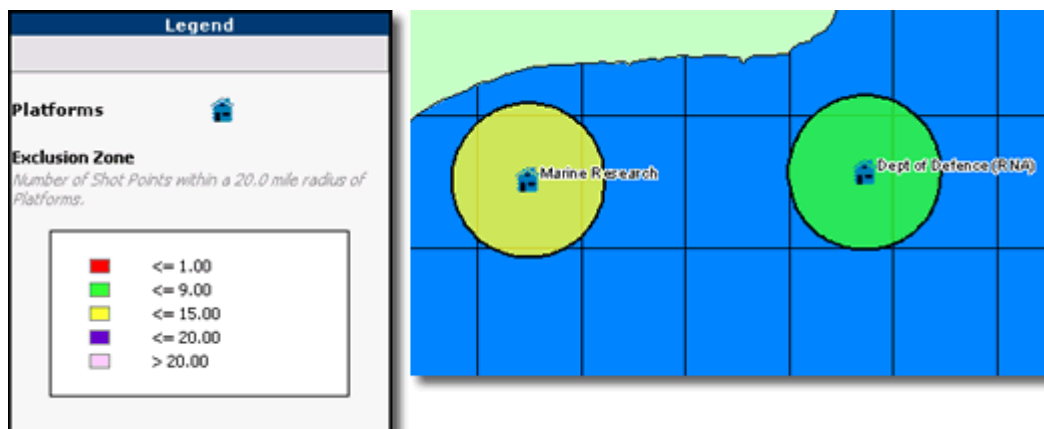 Legend
Platforms
Exclusion Zone
Number of Shot Points within a 20.0 mile radius of
Platforms.
<= 1.00
<= 9.00
<= 15.00
<= 20.00
> 20.00
Marine Research
Dept of Defence (RNA)